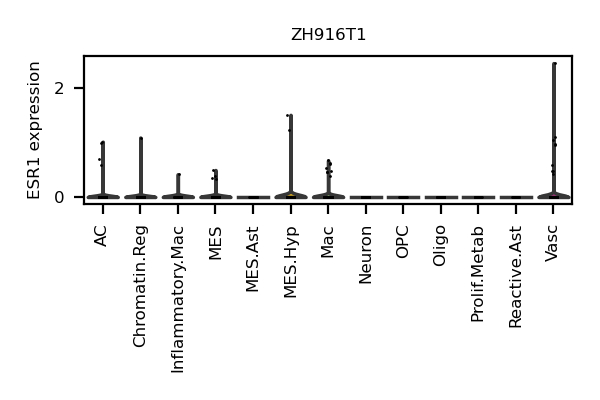 ZH916T1
ESR1 expression
2
0
AC
Chromatin.Reg
Inflammatory.Mac
MES
MES.Ast
MES.Hyp
Mac
Neuron
OPC
Oligo
Prolif.Metab
Reactive.Ast
Vasc